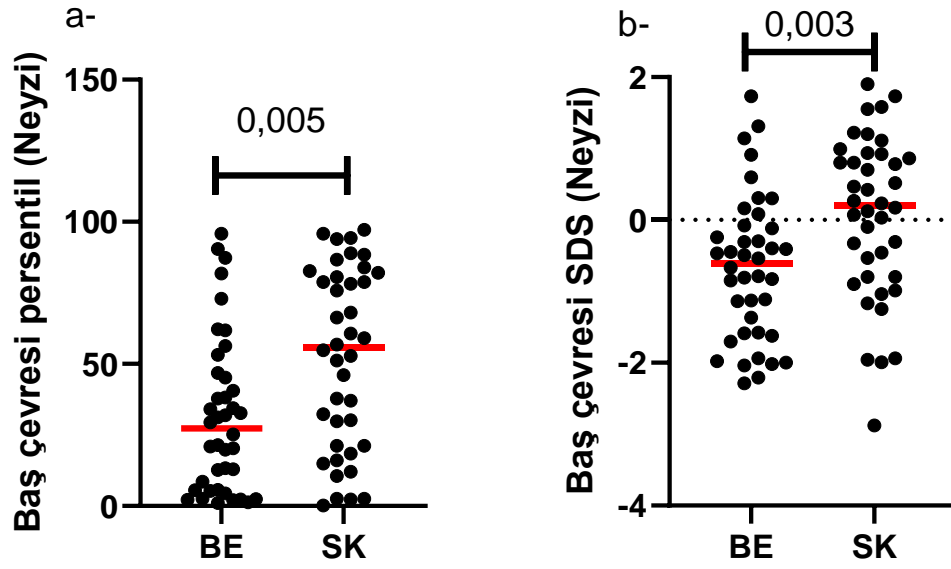 a-
0,005
Baş çevresi persentil (Neyzi)
150
100
50
0
BE
SK
b-
0,003
Baş çevresi SDS (Neyzi)
2
0
-2
-4
BE
SK